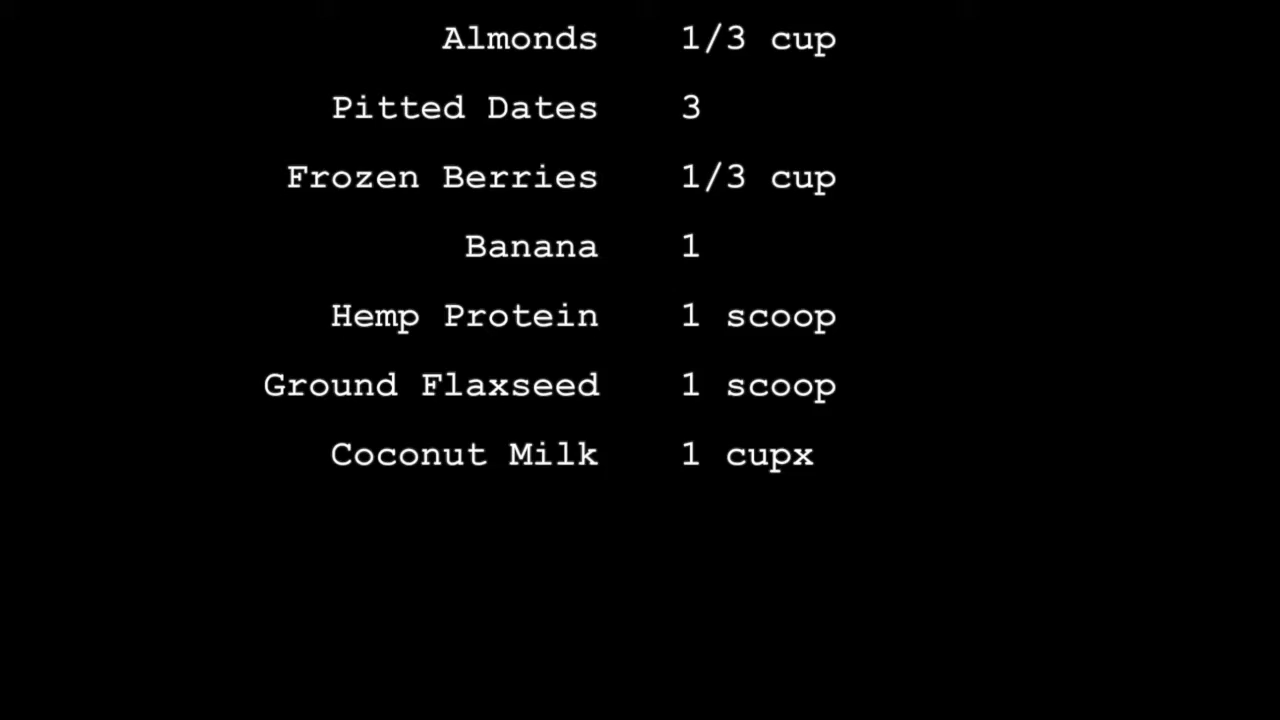 Almonds 1/3 cup
Pitted Dates 3
Frozen Berries 1/3 cup
Banana 1
Hemp Protein 1 scoop
Ground Flaxseed 1 scoop
Coconut Milk 1 cupx